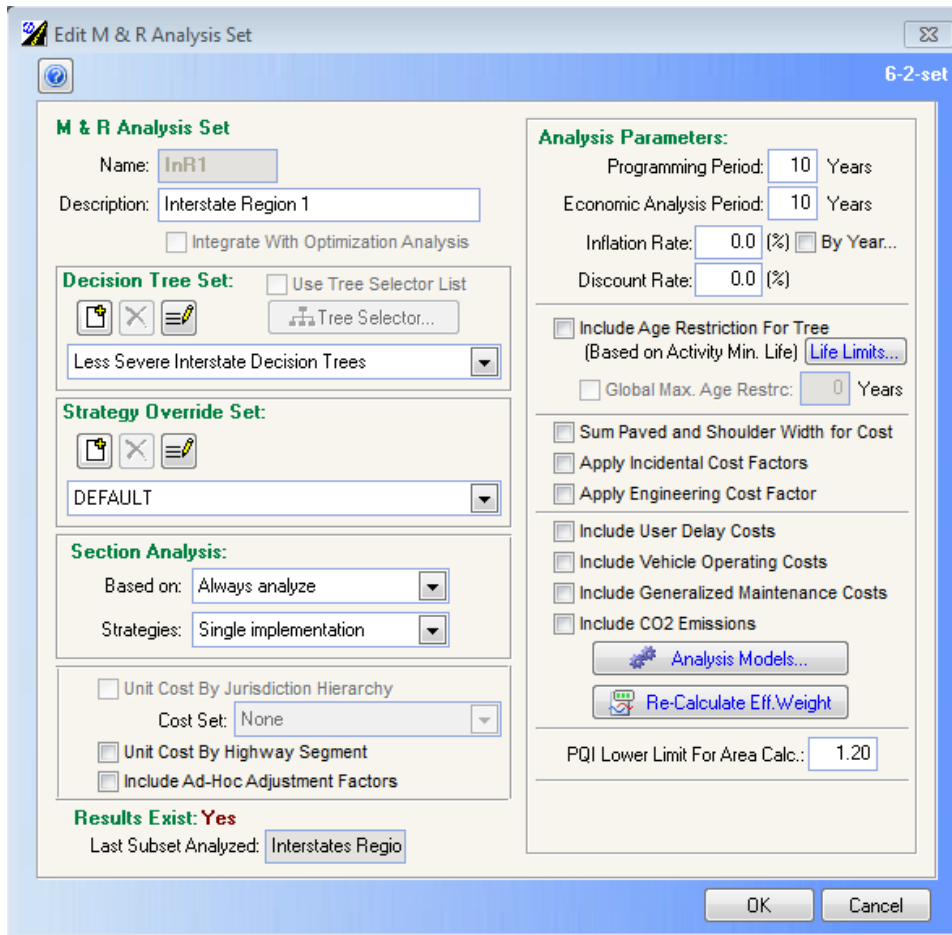 Edit M & R Analysis Set
6-2-set
M & R Analysis Set
Name: InR1
Description: Interstate Region 1
Integrate With Optimization Analysis
Decision Tree Set:
Use Tree Selector List
Tree Selector...
Less Severe Interstate Decision Trees
Strategy Override Set:
DEFAULT
Section Analysis:
Based on: Always analyze
Strategies: Single implementation
Unit Cost By Jurisdiction Hierarchy
Cost Set: None
Unit Cost By Highway Segment
Include Ad-Hoc Adjustment Factors
Results Exist: Yes
Last Subset Analyzed: Interstates Regio
Analysis Parameters:
Programming Period: 10 Years
Economic Analysis Period: 10 Years
Inflation Rate: 0.0 (%) By Year...
Discount Rate: 0.0 (%)
Include Age Restriction For Tree
(Based on Activity Min. Life) Life Limits...
Global Max. Age Restrc: 0 Years
Sum Paved and Shoulder Width for Cost
Apply Incidental Cost Factors
Apply Engineering Cost Factor
Include User Delay Costs
Include Vehicle Operating Costs
Include Generalized Maintenance Costs
Include CO2 Emissions
Analysis Models...
Re-Calculate Eff.Weight
PQI Lower Limit For Area Calc.: 1.20
OK
Cancel